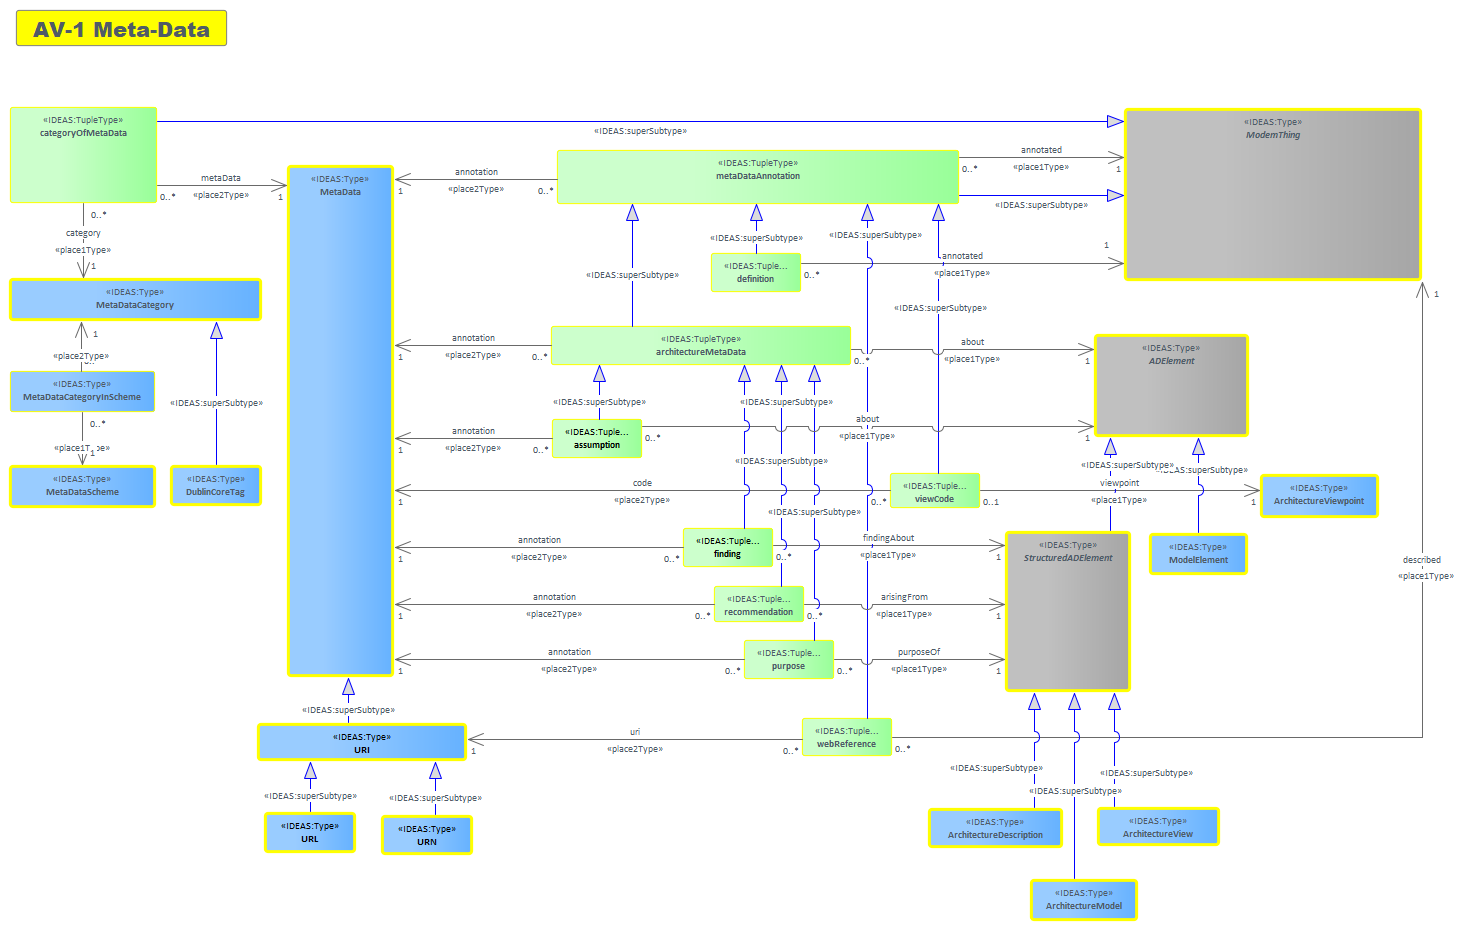 AV-1 Meta-Data
«IDEAS:TupleType»
categoryOfMetaData
«IDEAS:superSubtype»
«IDEAS:Type»
ModemThing
metaData
0..*
«place2Type»
1
«IDEAS:Type»
MetaData
annotation
1
«place2Type»
0..*
«IDEAS:TupleType»
metaDataAnnotation
annotated
0..*
«place1Type»
1
«IDEAS:superSubtype»
0..*
category
«place1Type»
1
«IDEAS:superSubtype»
«IDEAS:superSubtype»
«IDEAS:Tuple...
definition
0..*
annotated
«place1Type»
1
«IDEAS:superSubtype»
«IDEAS:superSubtype»
«IDEAS:Type»
MetaDataCategory
1
«place2Type»
«IDEAS:Type»
MetaDataCategoryInScheme
«IDEAS:superSubtype»
0..*
1
«IDEAS:Type»
MetaDataScheme
«IDEAS:Type»
DublinCoreTag
annotation
1
«place2Type»
0..*
«IDEAS:TupleType»
architectureMetaData
0..*
about
«place1Type»
1
«IDEAS:Type»
ADElement
«IDEAS:superSubtype»
«IDEAS:superSubtype»
annotation
1
«place2Type»
0..*
«IDEAS:Tuple...
assumption
0..*
about
«place1Type»
1
«IDEAS:superSubtype»
«IDEAS:superSubtype»
code
1
«place2Type»
0..*
«IDEAS:Tuple...
viewCode
0..1
viewpoint
«place1Type»
1
«IDEAS:Type»
ArchitectureViewpoint
«IDEAS:superSubtype»
«IDEAS:superSubtype»
annotation
1
«place2Type»
0..*
«IDEAS:Tuple...
finding
0..*
findingAbout
«place1Type»
1
«IDEAS:Type»
StructuredADElement
«IDEAS:Type»
ModelElement
described
«place1Type»
1
annotation
1
«place2Type»
0..*
«IDEAS:Tuple...
recommendation
0..*
arisingFrom
«place1Type»
1
annotation
1
«place2Type»
0..*
«IDEAS:Tuple...
purpose
0..*
purposeOf
«place1Type»
1
«IDEAS:superSubtype»
«IDEAS:Type»
URI
uri
1
«place2Type»
0..*
«IDEAS:Tuple...
webReference
0..*
«IDEAS:superSubtype»
«IDEAS:superSubtype»
«IDEAS:superSubtype»
«IDEAS:superSubtype»
«IDEAS:superSubtype»
«IDEAS:Type»
URL
«IDEAS:Type»
URN
«IDEAS:Type»
ArchitectureDescription
«IDEAS:Type»
ArchitectureView
«IDEAS:Type»
ArchitectureModel